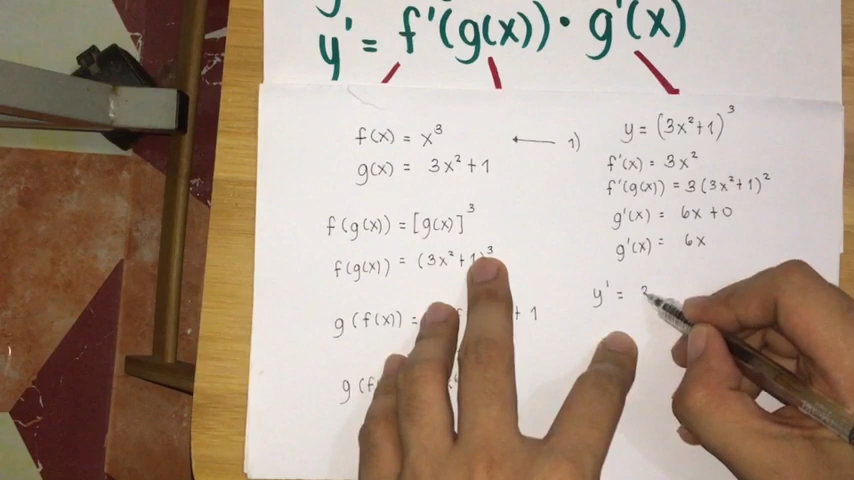 y' = f'(g(x)) · g'(x)
f(x) = x³
g(x) = 3x² + 1
f(g(x)) = [g(x)]³
f(g(x)) = (3x² + 1)³
g(f(x)) = + 1
g(f
1) y = (3x² + 1)³
f'(x) = 3x²
f'(g(x)) = 3(3x² + 1)²
g'(x) = 6x + 0
g'(x) = 6x
y' =